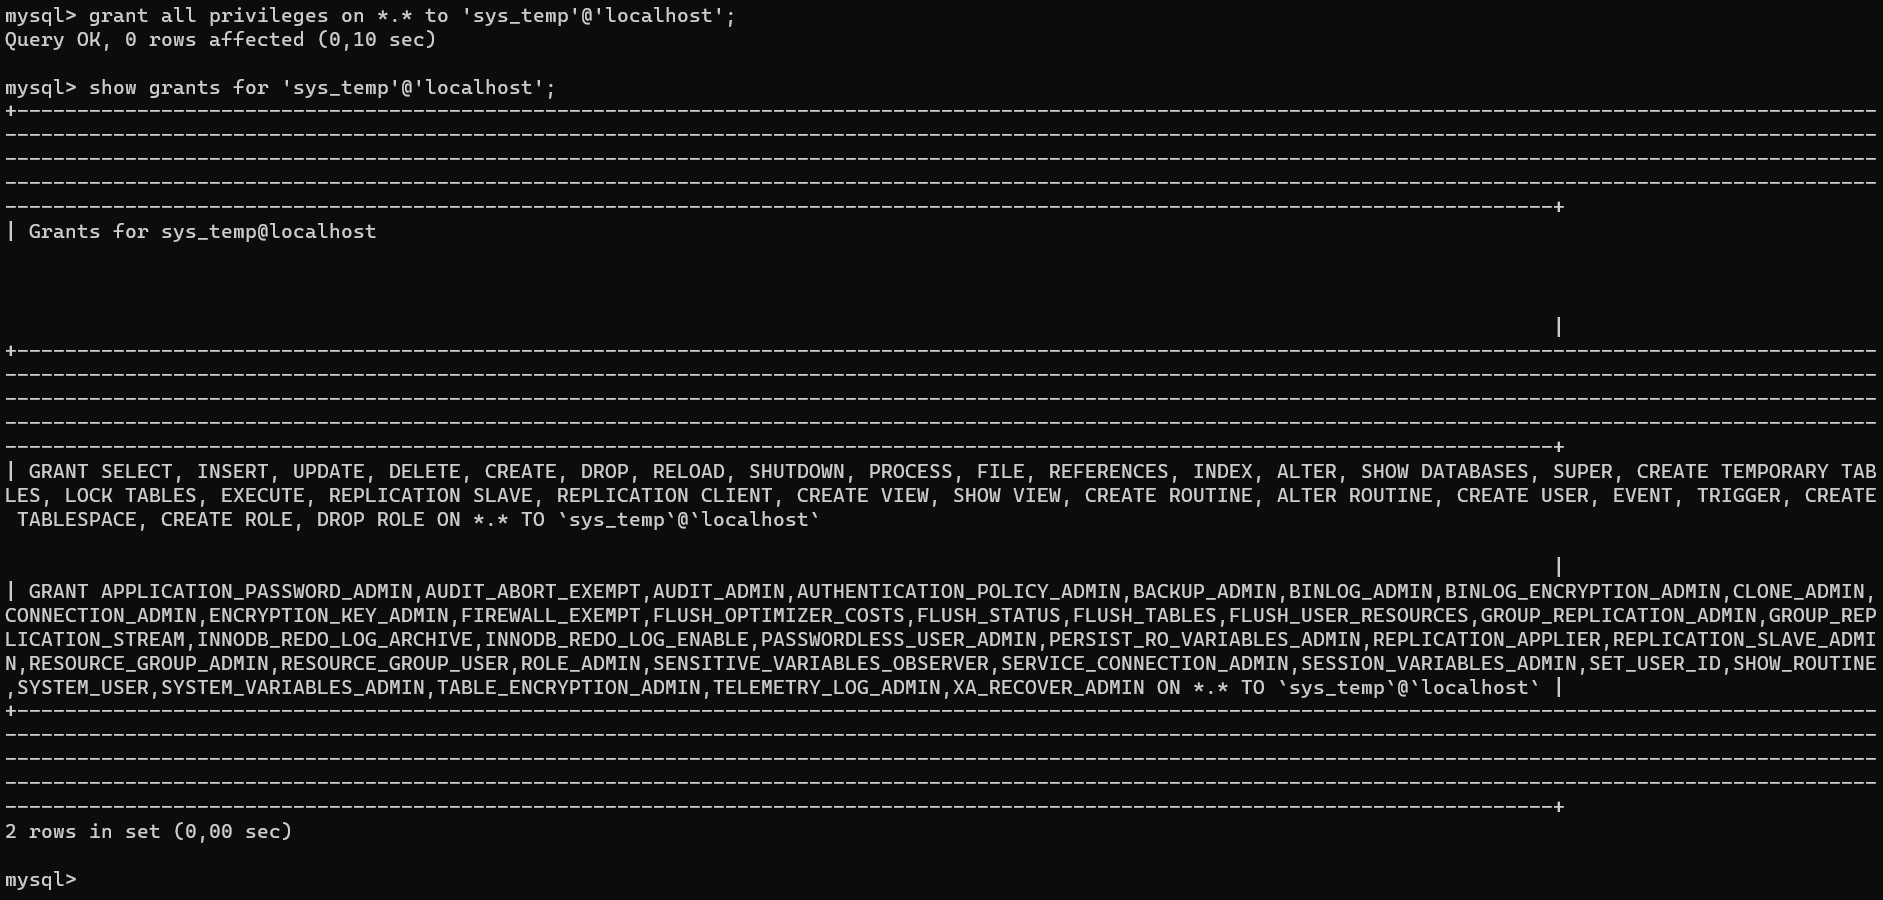 mysql> grant all privileges on *.* to 'sys_temp'@'localhost';
Query OK, 0 rows affected (0,10 sec)
mysql> show grants for 'sys_temp'@'localhost';
| Grants for sys_temp@localhost
|
| GRANT SELECT, INSERT, UPDATE, DELETE, CREATE, DROP, RELOAD, SHUTDOWN, PROCESS, FILE, REFERENCES, INDEX, ALTER, SHOW DATABASES, SUPER, CREATE TEMPORARY TAB
LES, LOCK TABLES, EXECUTE, REPLICATION SLAVE, REPLICATION CLIENT, CREATE VIEW, SHOW VIEW, CREATE ROUTINE, ALTER ROUTINE, CREATE USER, EVENT, TRIGGER, CREATE
TABLESPACE, CREATE ROLE, DROP ROLE ON *.* TO `sys_temp`@`localhost`
|
| GRANT APPLICATION_PASSWORD_ADMIN,AUDIT_ABORT_EXEMPT,AUDIT_ADMIN,AUTHENTICATION_POLICY_ADMIN,BACKUP_ADMIN,BINLOG_ADMIN,BINLOG_ENCRYPTION_ADMIN,CLONE_ADMIN,
CONNECTION_ADMIN,ENCRYPTION_KEY_ADMIN,FIREWALL_EXEMPT,FLUSH_OPTIMIZER_COSTS,FLUSH_STATUS,FLUSH_TABLES,FLUSH_USER_RESOURCES,GROUP_REPLICATION_ADMIN,GROUP_REP
LICATION_STREAM,INNODB_REDO_LOG_ARCHIVE,INNODB_REDO_LOG_ENABLE,PASSWORDLESS_USER_ADMIN,PERSIST_RO_VARIABLES_ADMIN,REPLICATION_APPLIER,REPLICATION_SLAVE_ADMI
N,RESOURCE_GROUP_ADMIN,RESOURCE_GROUP_USER,ROLE_ADMIN,SENSITIVE_VARIABLES_OBSERVER,SERVICE_CONNECTION_ADMIN,SESSION_VARIABLES_ADMIN,SET_USER_ID,SHOW_ROUTINE
,SYSTEM_USER,SYSTEM_VARIABLES_ADMIN,TABLE_ENCRYPTION_ADMIN,TELEMETRY_LOG_ADMIN,XA_RECOVER_ADMIN ON *.* TO `sys_temp`@`localhost` |
2 rows in set (0,00 sec)
mysql>